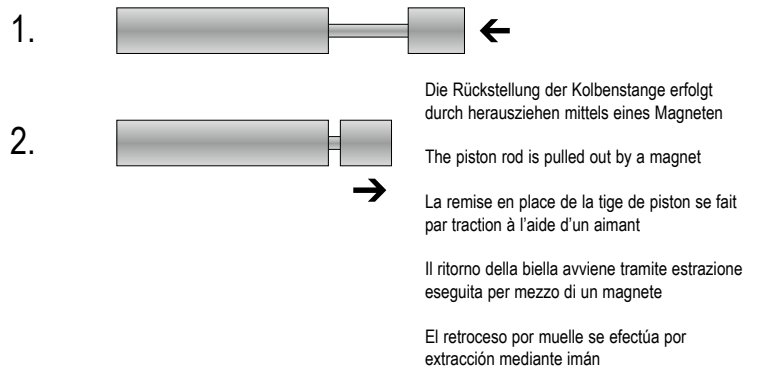 1.
2.
Die Rückstellung der Kolbenstange erfolgt
durch herausziehen mittels eines Magneten
The piston rod is pulled out by a magnet
La remise en place de la tige de piston se fait
par traction à l’aide d’un aimant
Il ritorno della biella avviene tramite estrazione
eseguita per mezzo di un magnete
El retroceso por muelle se efectúa por
extracción mediante imán